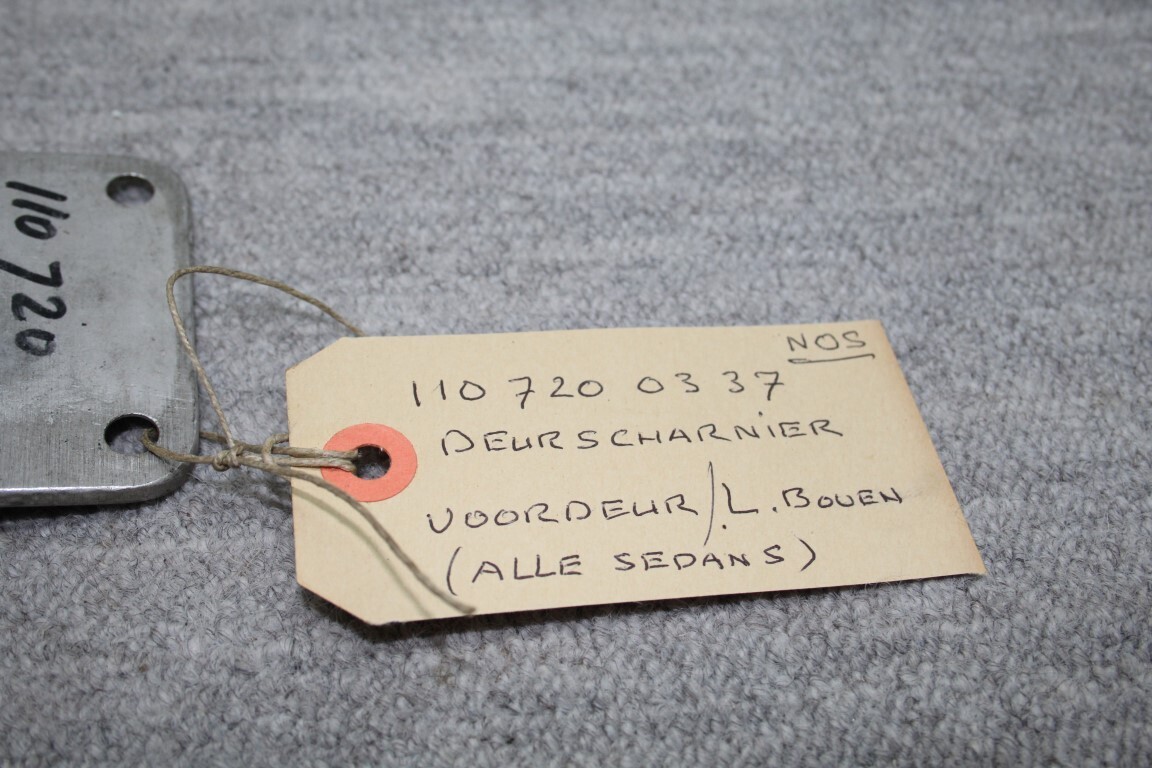 110 720
NOS
110 720 03 37
DEURSCHARNIER
VOORDEUR/L.BOVEN
(ALLE SEDANS)